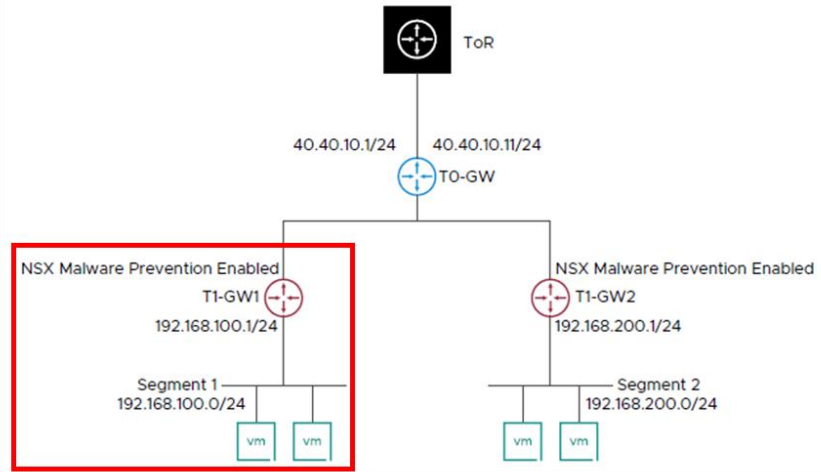 ToR
40.40.10.1/24
40.40.10.11/24
T0-GW
NSX Malware Prevention Enabled
T1-GW1
192.168.100.1/24
Segment 1
192.168.100.0/24
vm
vm
NSX Malware Prevention Enabled
T1-GW2
192.168.200.1/24
Segment 2
192.168.200.0/24
vm
vm